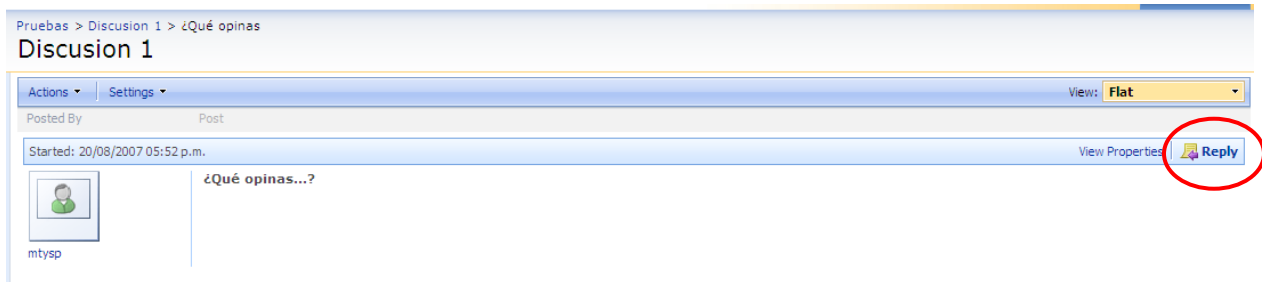 Pruebas > Discusion 1 > ¿Qué opinas
Discusion 1
Actions Settings View: Flat
Posted By Post
Started: 20/08/2007 05:52 p.m. View Properties Reply
¿Qué opinas...?
mtysp